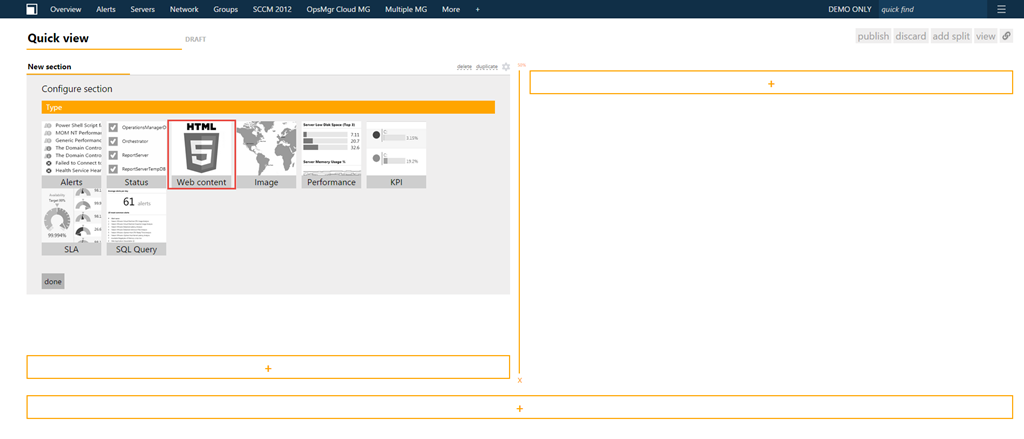 Overview Alerts Servers Network Groups SCCM 2012 OpsMgr Cloud MG Multiple MG More + DEMO ONLY quick find
Quick view DRAFT publish discard add split view
New section delete duplicate
Configure section
Type
Power Shell Script F
MOM NT Performa
Generic Performan
The Domain Contro
The Domain Contro
Failed to Connect to
Health Service Hear
Alerts
OperationsManagerD
Orchestrator
ReportServer
ReportServerTempDB
Status
HTML
5
Web content
Image
Server Low Disk Space (Top 3)
7.11
20.7
32.6
Server Memory Usage %
Performance
C:
3.15%
C:
19.2%
KPI
Availability
Target 99%
99.994%
SLA
61 alerts
SQL Query
done
+
+
X
+